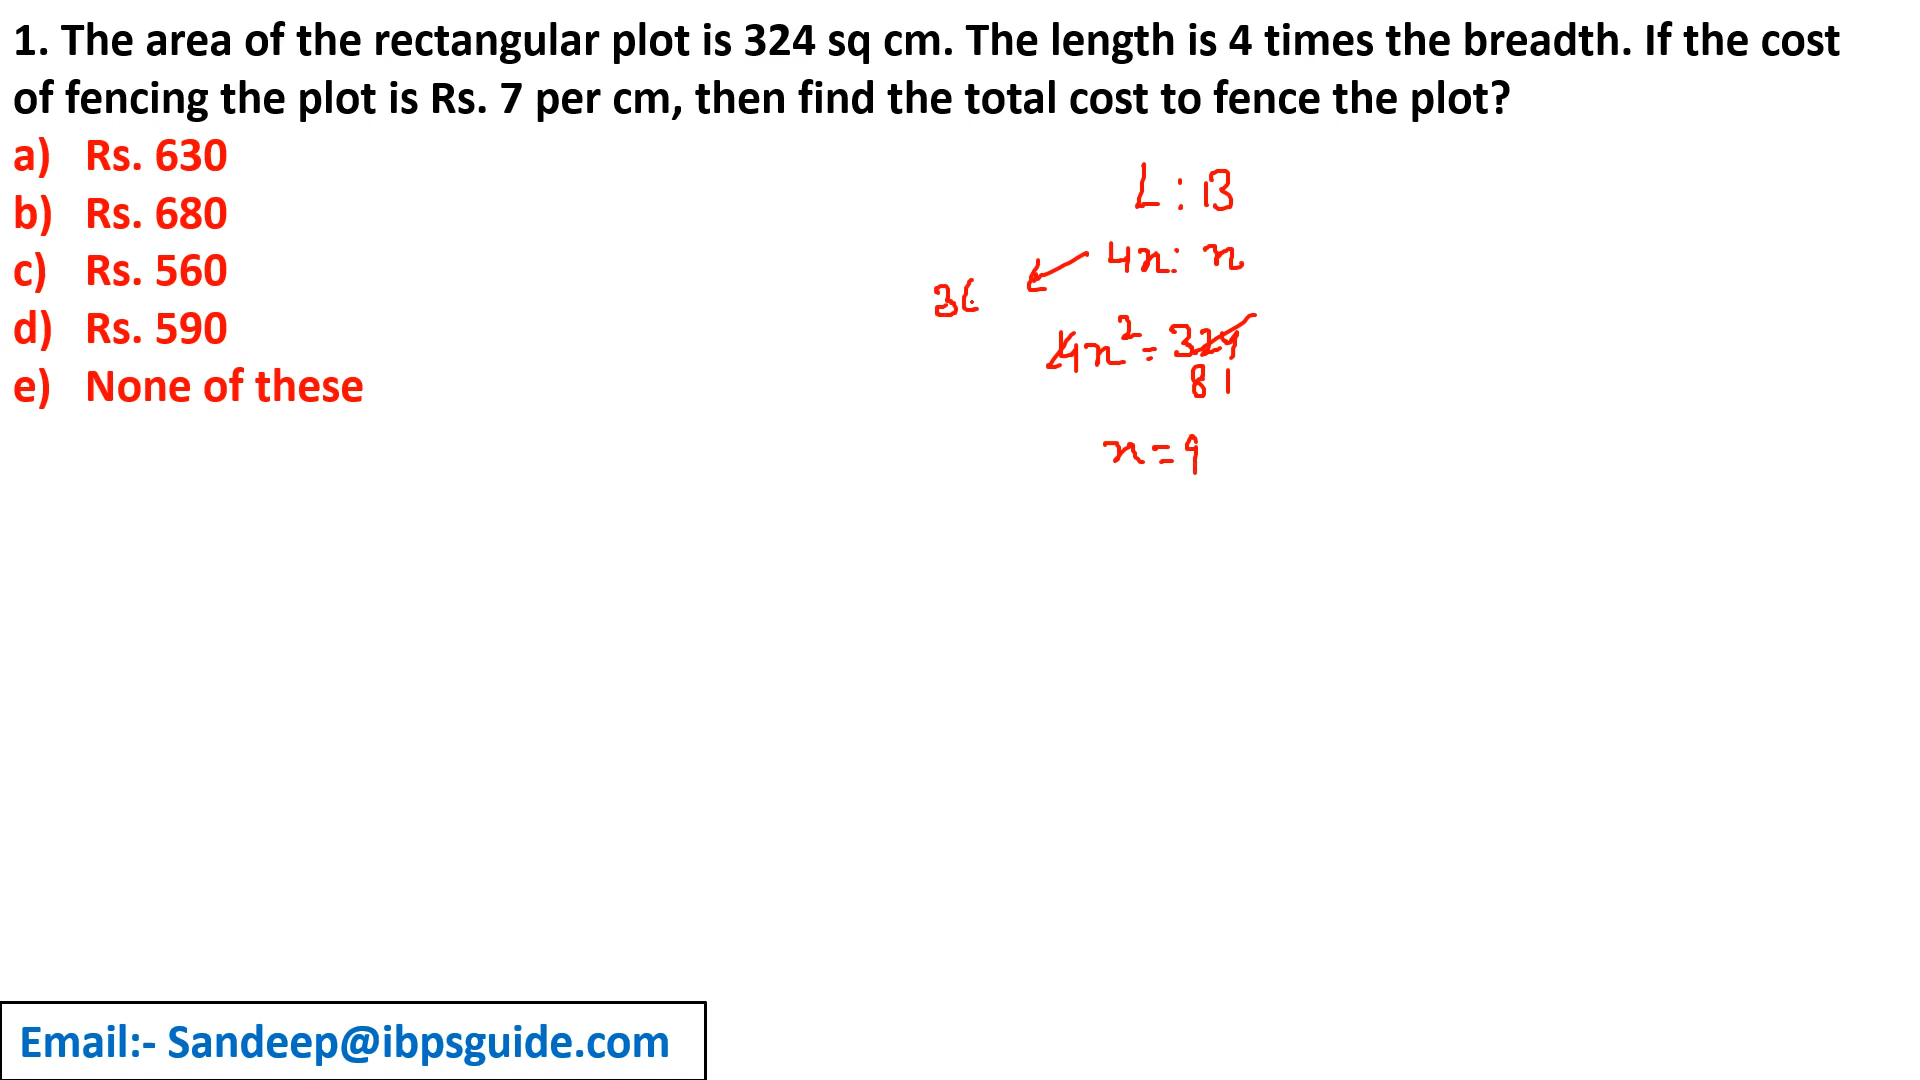 1. The area of the rectangular plot is 324 sq cm. The length is 4 times the breadth. If the cost
of fencing the plot is Rs. 7 per cm, then find the total cost to fence the plot?
a) Rs. 630
b) Rs. 680
c) Rs. 560
d) Rs. 590
e) None of these
L : B
4x : x
36
4x² = 324
81
x = 9
Email:- Sandeep@ibpsguide.com